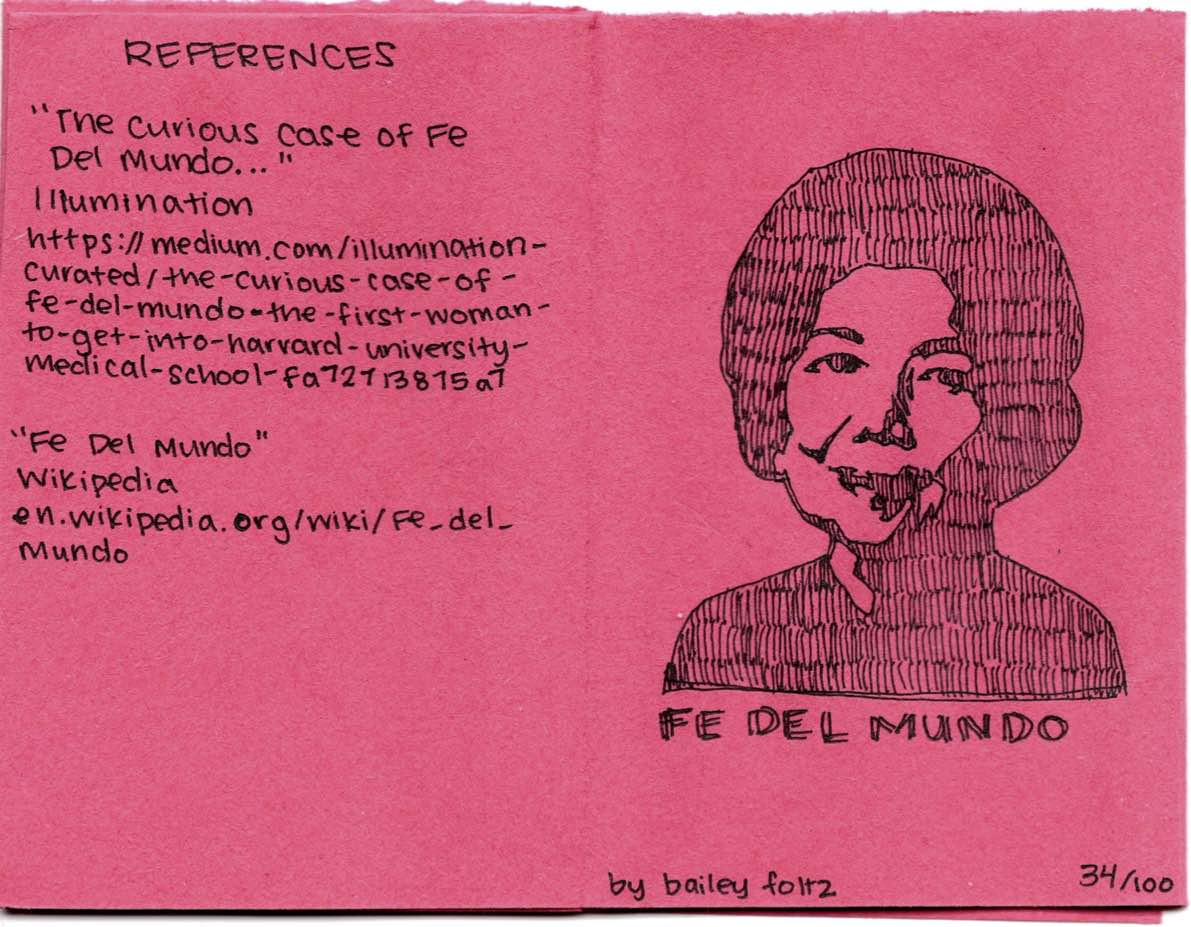 REFERENCES
"The Curious Case of Fe
Del Mundo..."
Illumination
https://medium.com/illumination-
curated/the-curious-case-of-
fe-del-mundo-the-first-woman-
to-get-into-harvard-university-
medical-school-fa72713875a7
"Fe Del Mundo"
Wikipedia
en.wikipedia.org/wiki/Fe_del_
Mundo
FE DEL MUNDO
by bailey foltz
34/100